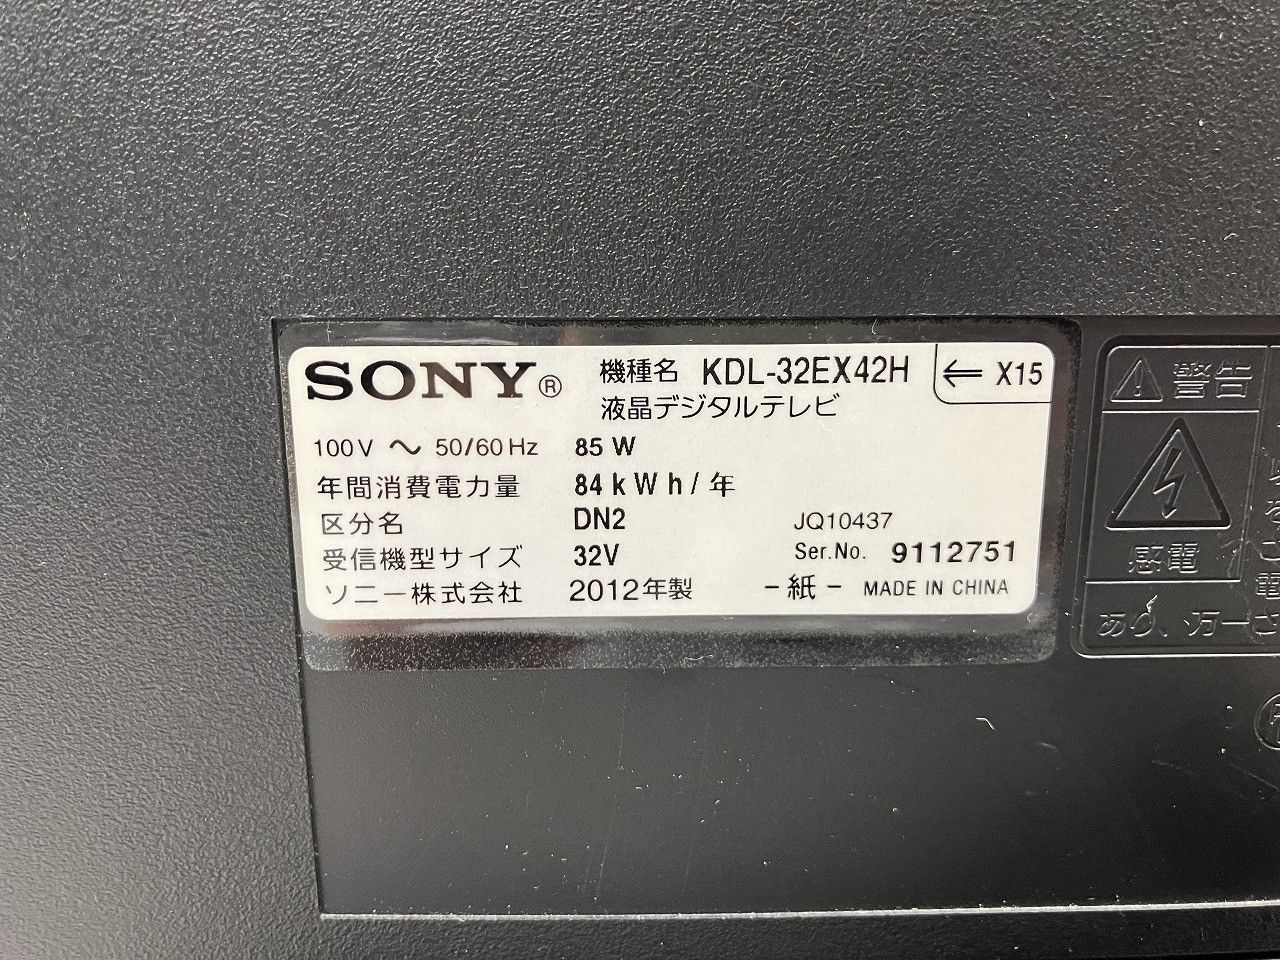 SONY® 機種名 KDL-32EX42H ⇐ X15
液晶デジタルテレビ
100V ～ 50/60Hz 85 W
年間消費電力量 84 kWh/年
区分名 DN2 JQ10437
受信機型サイズ 32V Ser.No. 9112751
ソニー株式会社 2012年製 -紙- MADE IN CHINA
警告
感電